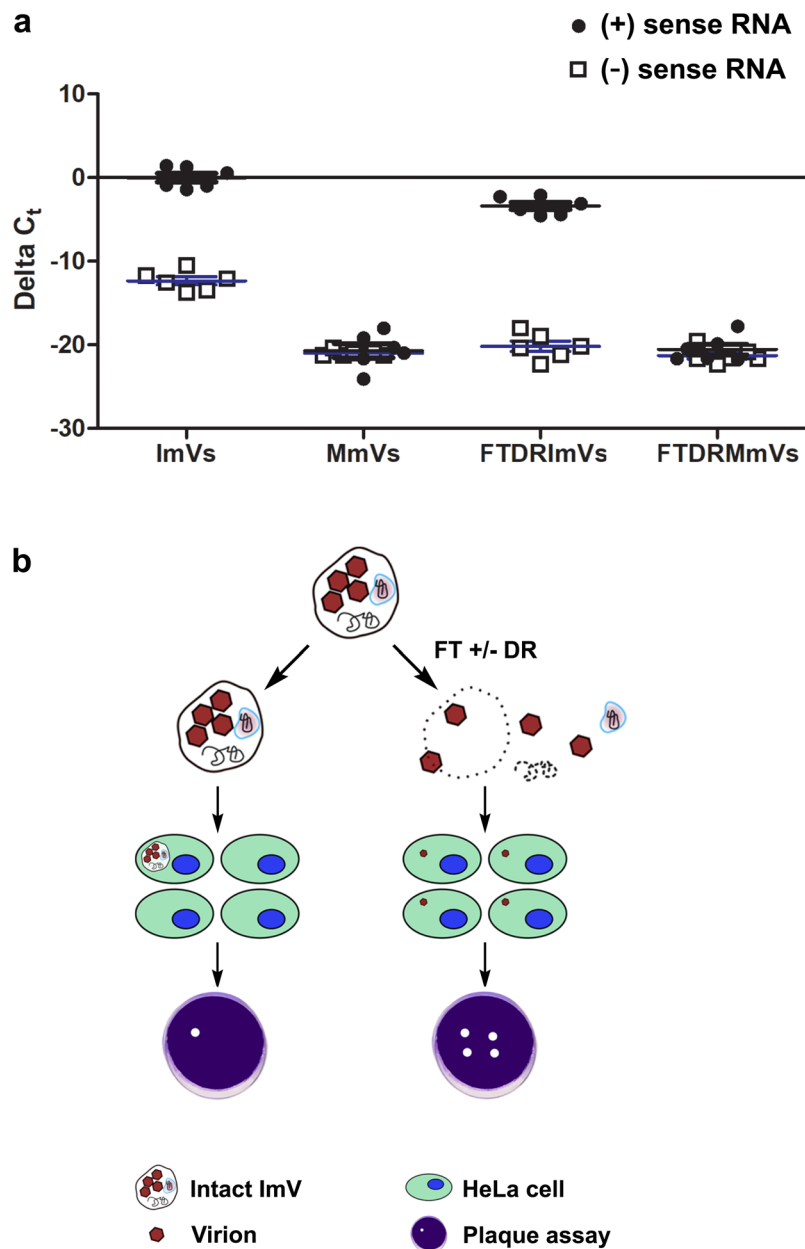 a
(+) sense RNA
(−) sense RNA
10
0
-10
-20
-30
Delta Ct
ImVs MmVs FTDRImVs FTDRMmVs
b
FT +/- DR
Intact ImV
HeLa cell
Virion
Plaque assay